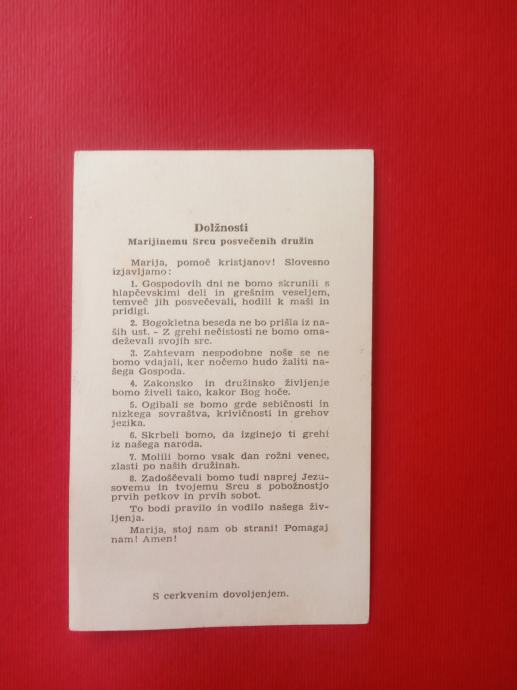 Dolžnosti
Marijinemu Srcu posvečenih družin
Marija, pomoč kristjanov! Slovesno
izjavljamo:
1. Gospodovih dni ne bomo skrunili s
hlapčevskimi deli in grešnim veseljem,
temveč jih posvečevali, hodili k maši in
pridigi.
2. Bogokletna beseda ne bo prišla iz na-
ših ust. - Z grehi nečistosti ne bomo oma-
deževali svojih src.
3. Zahtevam nespodobne noše se ne
bomo vdajali, ker nočemo hudo žaliti na-
šega Gospoda.
4. Zakonsko in družinsko življenje
bomo živeli tako, kakor Bog hoče.
5. Ogibali se bomo grde sebičnosti in
nizkega sovraštva, krivičnosti in grehov
jezika.
6. Skrbeli bomo, da izginejo ti grehi
iz našega naroda.
7. Molili bomo vsak dan rožni venec,
zlasti po naših družinah.
8. Zadoščevali bomo tudi naprej Jezu-
sovemu in tvojemu Srcu s pobožnostjo
prvih petkov in prvih sobot.
To bodi pravilo in vodilo našega živ-
ljenja.
Marija, stoj nam ob strani! Pomagaj
nam! Amen!
S cerkvenim dovoljenjem.